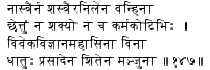 नास्त्रैर्न शस्त्रैरनिलेन वह्निना
छेत्तुं न शक्यो न च कर्मकोटिभिः ।
विवेकविज्ञानमहासिना विना
धातुः प्रसादेन शितेन मञ्जुना ॥ १४७॥